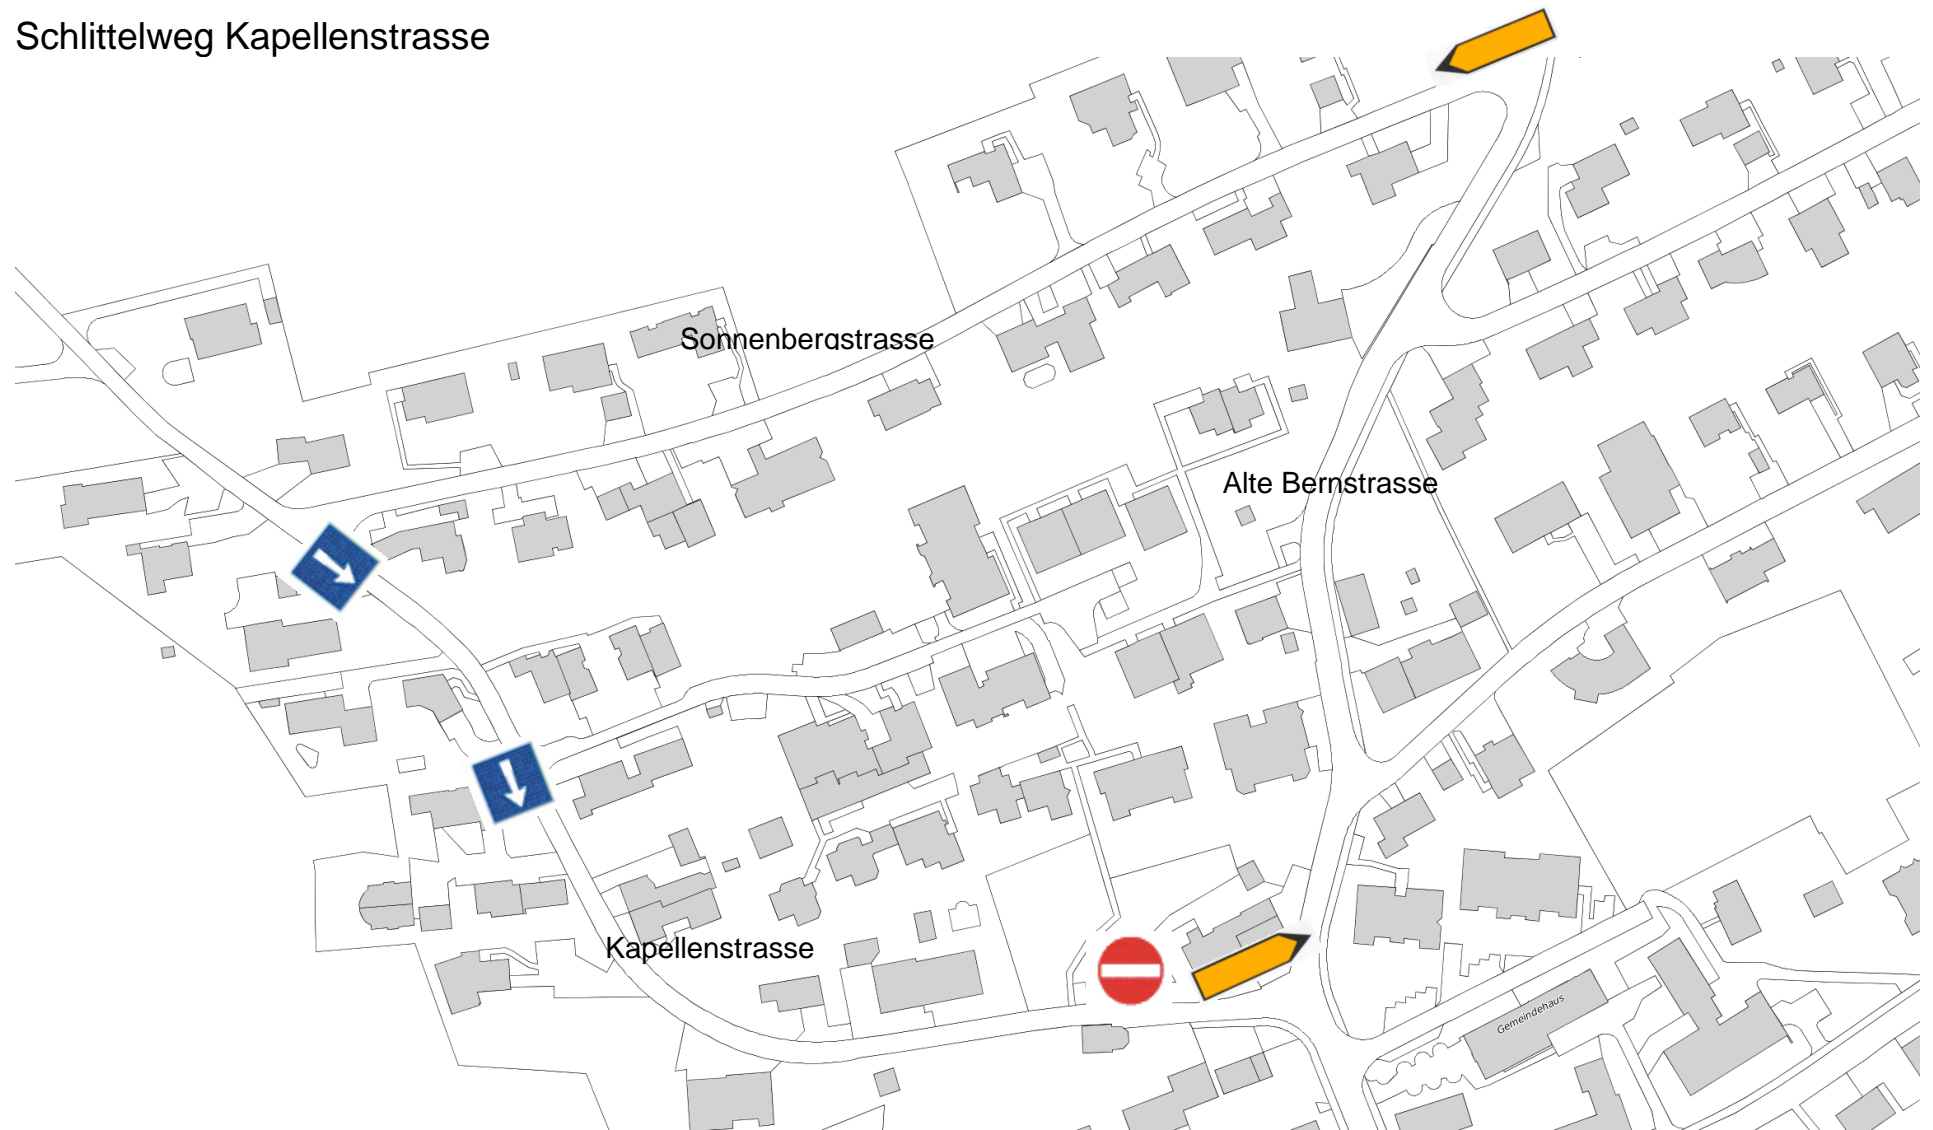 Schlittelweg Kapellenstrasse
Sonnenbergstrasse
Alte Bernstrasse
Kapellenstrasse
Gemeindehaus